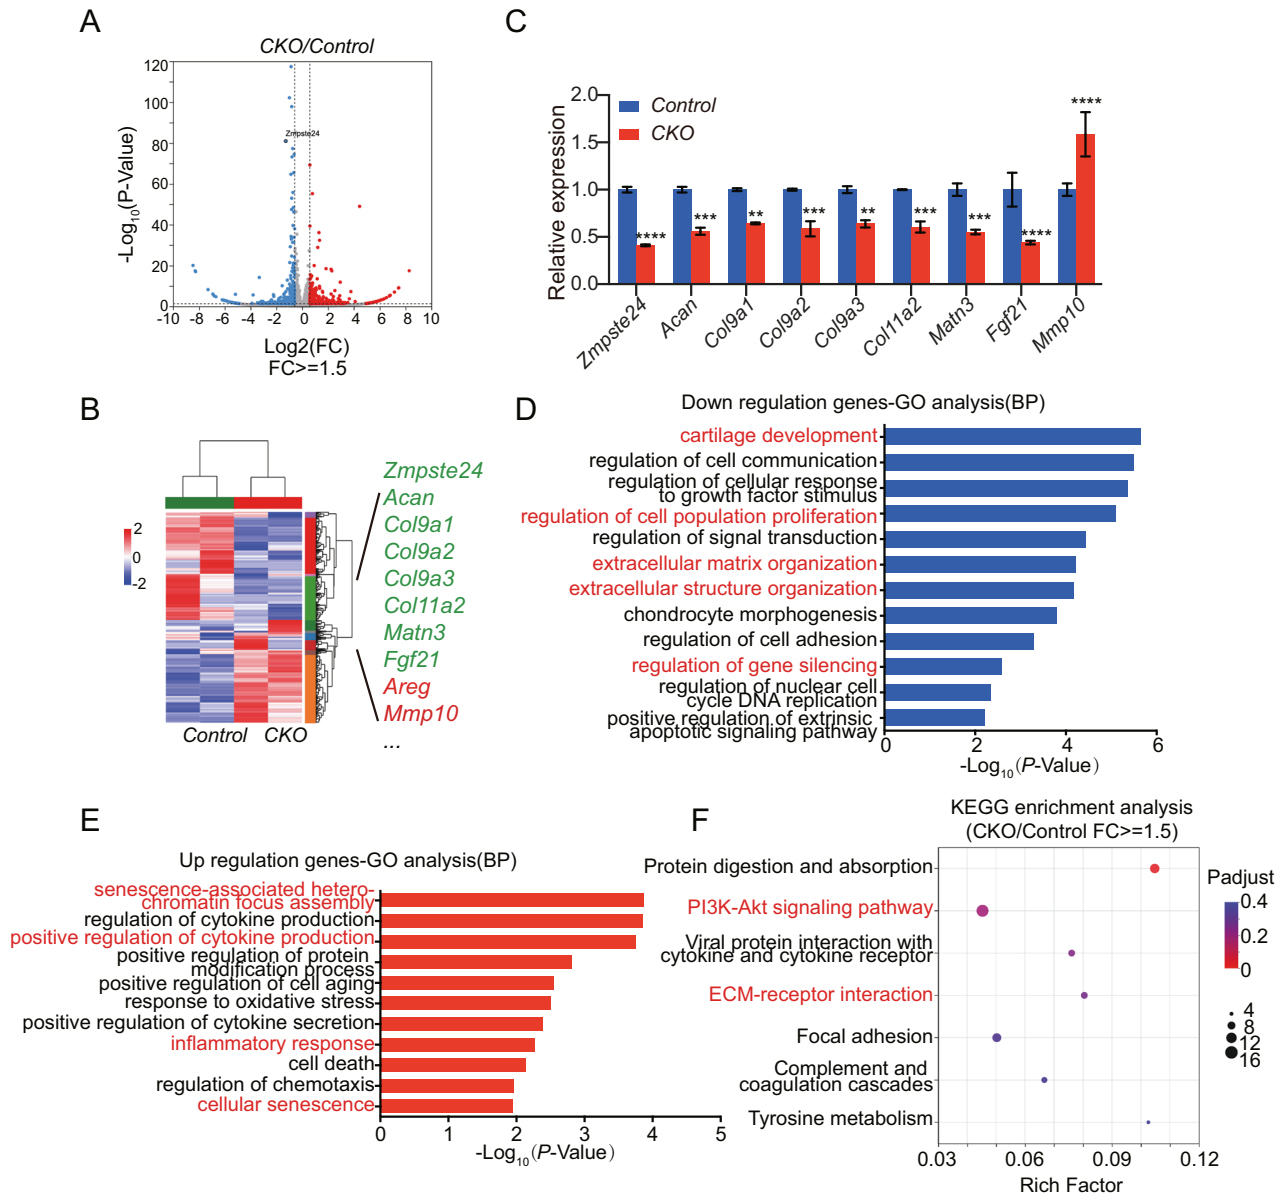 A
CKO/Control
-Log10(P-Value)
120
100
80
60
40
20
0
Zmpste24
-10 -8 -6 -4 -2 0 2 4 6 8 10
Log2(FC)
FC>=1.5
C
Relative expression
2.0
1.5
1.0
0.5
0.0
Control
CKO
**** *** ** *** ** *** *** **** ****
Zmpste24
Acan
Col9a1
Col9a2
Col9a3
Col11a2
Matn3
Fgf21
Mmp10
B
2
0
-2
Control CKO
Zmpste24
Acan
Col9a1
Col9a2
Col9a3
Col11a2
Matn3
Fgf21
Areg
Mmp10
...
D
Down regulation genes-GO analysis(BP)
cartilage development
regulation of cell communication
regulation of cellular response
to growth factor stimulus
regulation of cell population proliferation
regulation of signal transduction
extracellular matrix organization
extracellular structure organization
chondrocyte morphogenesis
regulation of cell adhesion
regulation of gene silencing
regulation of nuclear cell
cycle DNA replication
positive regulation of extrinsic
apoptotic signaling pathway
0 2 4 6
-Log10(P-Value)
E
Up regulation genes-GO analysis(BP)
senescence-associated hetero-
chromatin focus assembly
regulation of cytokine production
positive regulation of cytokine production
positive regulation of protein
modification process
positive regulation of cell aging
response to oxidative stress
positive regulation of cytokine secretion
inflammatory response
cell death
regulation of chemotaxis
cellular senescence
0 1 2 3 4 5
-Log10(P-Value)
F
KEGG enrichment analysis
(CKO/Control FC>=1.5)
Protein digestion and absorption
PI3K-Akt signaling pathway
Viral protein interaction with
cytokine and cytokine receptor
ECM-receptor interaction
Focal adhesion
Complement and
coagulation cascades
Tyrosine metabolism
0.03 0.06 0.09 0.12
Rich Factor
Padjust
0.4
0.2
0
4
8
12
16